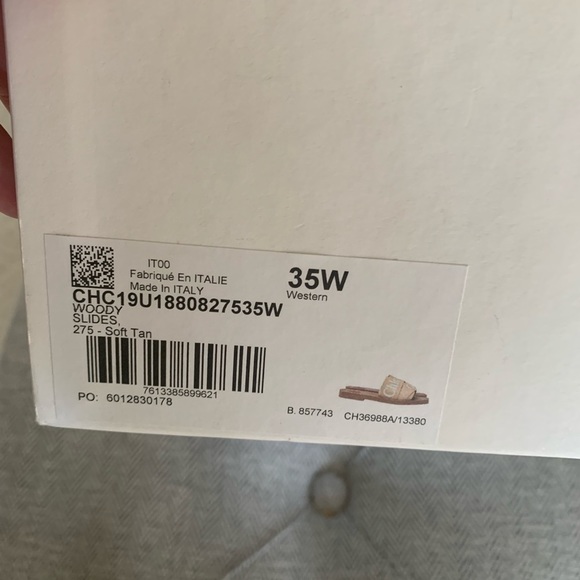 IT00
Fabriqué En ITALIE
Made In ITALY
35W
Western
CHC19U1880827535W
WOODY
SLIDES,
275 - Soft Tan
7613385899621
PO: 6012830178
B. 857743
CH36988A/13380